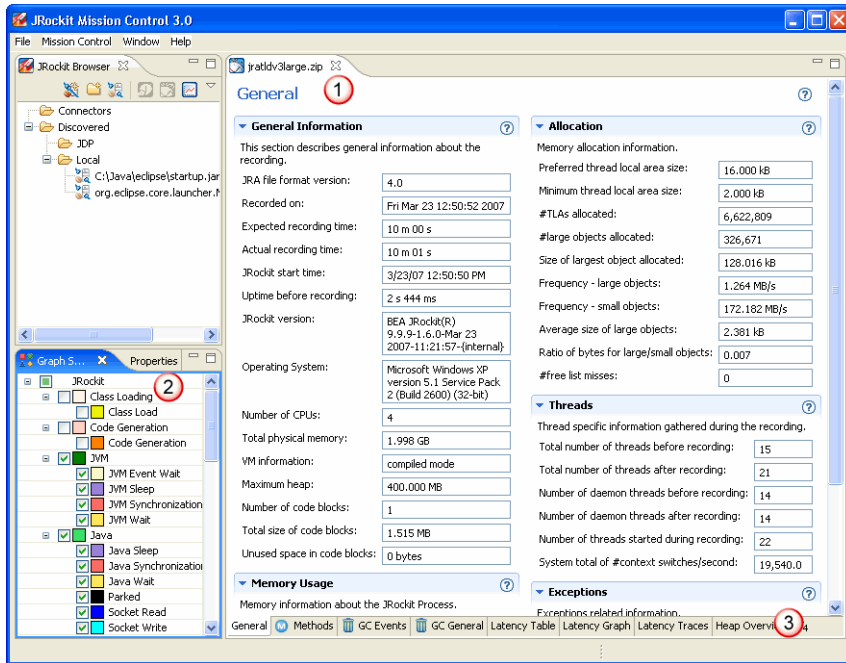 JRockit Mission Control 3.0
File Mission Control Window Help
JRockit Browser
Connectors
Discovered
JDP
Local
C:\Java\eclipse\startup.jar
org.eclipse.core.launcher.
Graph S... Properties
2
JRockit
Class Loading
Class Load
Code Generation
Code Generation
JVM
JVM Event Wait
JVM Sleep
JVM Synchronization
JVM Wait
Java
Java Sleep
Java Synchronization
Java Wait
Parked
Socket Read
Socket Write
jratldv3large.zip
General
1
General Information
This section describes general information about the
recording.
JRA file format version: 4.0
Recorded on: Fri Mar 23 12:50:52 2007
Expected recording time: 10 m 00 s
Actual recording time: 10 m 01 s
JRockit start time: 3/23/07 12:50:50 PM
Uptime before recording: 2 s 444 ms
JRockit version: BEA JRockit(R)
9.9.9-1.6.0-Mar 23
2007-11:21:57-{internal}
Operating System: Microsoft Windows XP
version 5.1 Service Pack
2 (Build 2600) (32-bit)
Number of CPUs: 4
Total physical memory: 1.998 GB
VM information: compiled mode
Maximum heap: 400.000 MB
Number of code blocks: 1
Total size of code blocks: 1.515 MB
Unused space in code blocks: 0 bytes
Memory Usage
Memory information about the JRockit Process.
Allocation
Memory allocation information.
Preferred thread local area size: 16.000 kB
Minimum thread local area size: 2.000 kB
#TLAs allocated: 6,622,809
#large objects allocated: 326,671
Size of largest object allocated: 128.016 kB
Frequency - large objects: 1.264 MB/s
Frequency - small objects: 172.182 MB/s
Average size of large objects: 2.381 kB
Ratio of bytes for large/small objects: 0.007
#free list misses: 0
Threads
Thread specific information gathered during the recording.
Total number of threads before recording: 15
Total number of threads after recording: 21
Number of daemon threads before recording: 14
Number of daemon threads after recording: 14
Number of threads started during recording: 22
System total of #context switches/second: 19,540.0
Exceptions
Exceptions related information.
General Methods GC Events GC General Latency Table Latency Graph Latency Traces Heap Overvi 3 4